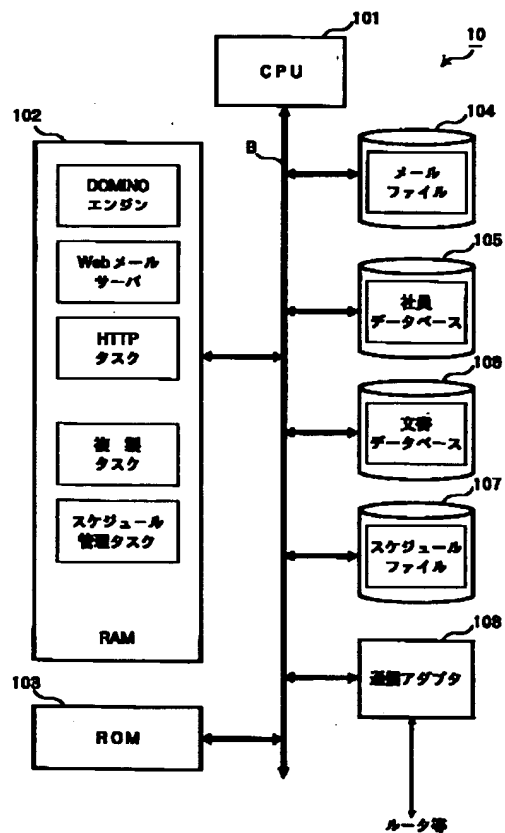 101
CPU
10
102
DOMINO
エンジン
Webメール
サーバ
HTTP
タスク
複 製
タスク
スケジュール
管理タスク
RAM
103
ROM
B
104
メール
ファイル
105
社員
データベース
106
文書
データベース
107
スケジュール
ファイル
108
通信アダプタ
ルータ等